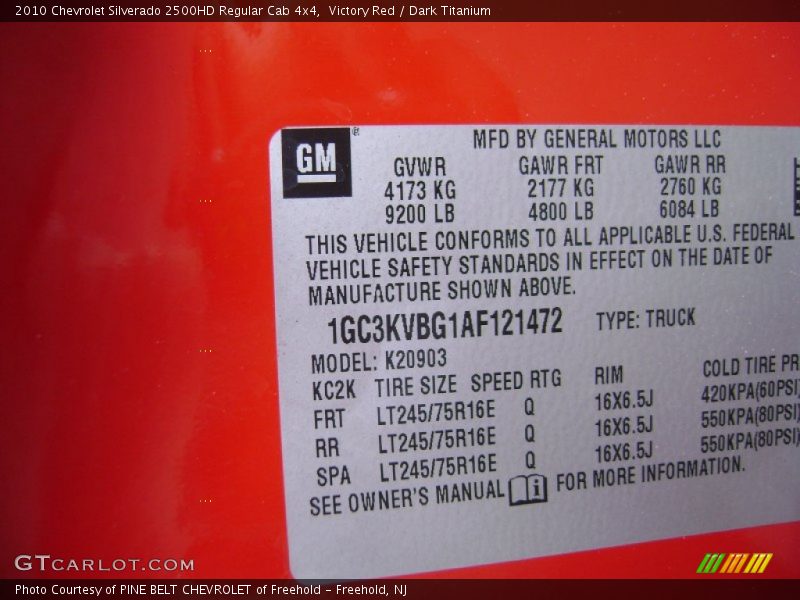 2010 Chevrolet Silverado 2500HD Regular Cab 4x4,  Victory Red / Dark Titanium
GM®
MFD BY GENERAL MOTORS LLC
GVWR GAWR FRT GAWR RR
4173 KG 2177 KG 2760 KG
9200 LB 4800 LB 6084 LB
THIS VEHICLE CONFORMS TO ALL APPLICABLE U.S. FEDERAL
VEHICLE SAFETY STANDARDS IN EFFECT ON THE DATE OF
MANUFACTURE SHOWN ABOVE.
1GC3KVBG1AF121472 TYPE: TRUCK
MODEL: K20903
KC2K TIRE SIZE SPEED RTG RIM COLD TIRE PR
FRT LT245/75R16E Q 16X6.5J 420KPA(60PSI)
RR LT245/75R16E Q 16X6.5J 550KPA(80PSI)
SPA LT245/75R16E Q 16X6.5J 550KPA(80PSI)
SEE OWNER'S MANUAL i FOR MORE INFORMATION.
GTCARLOT.COM
Photo Courtesy of PINE BELT CHEVROLET of Freehold - Freehold, NJ